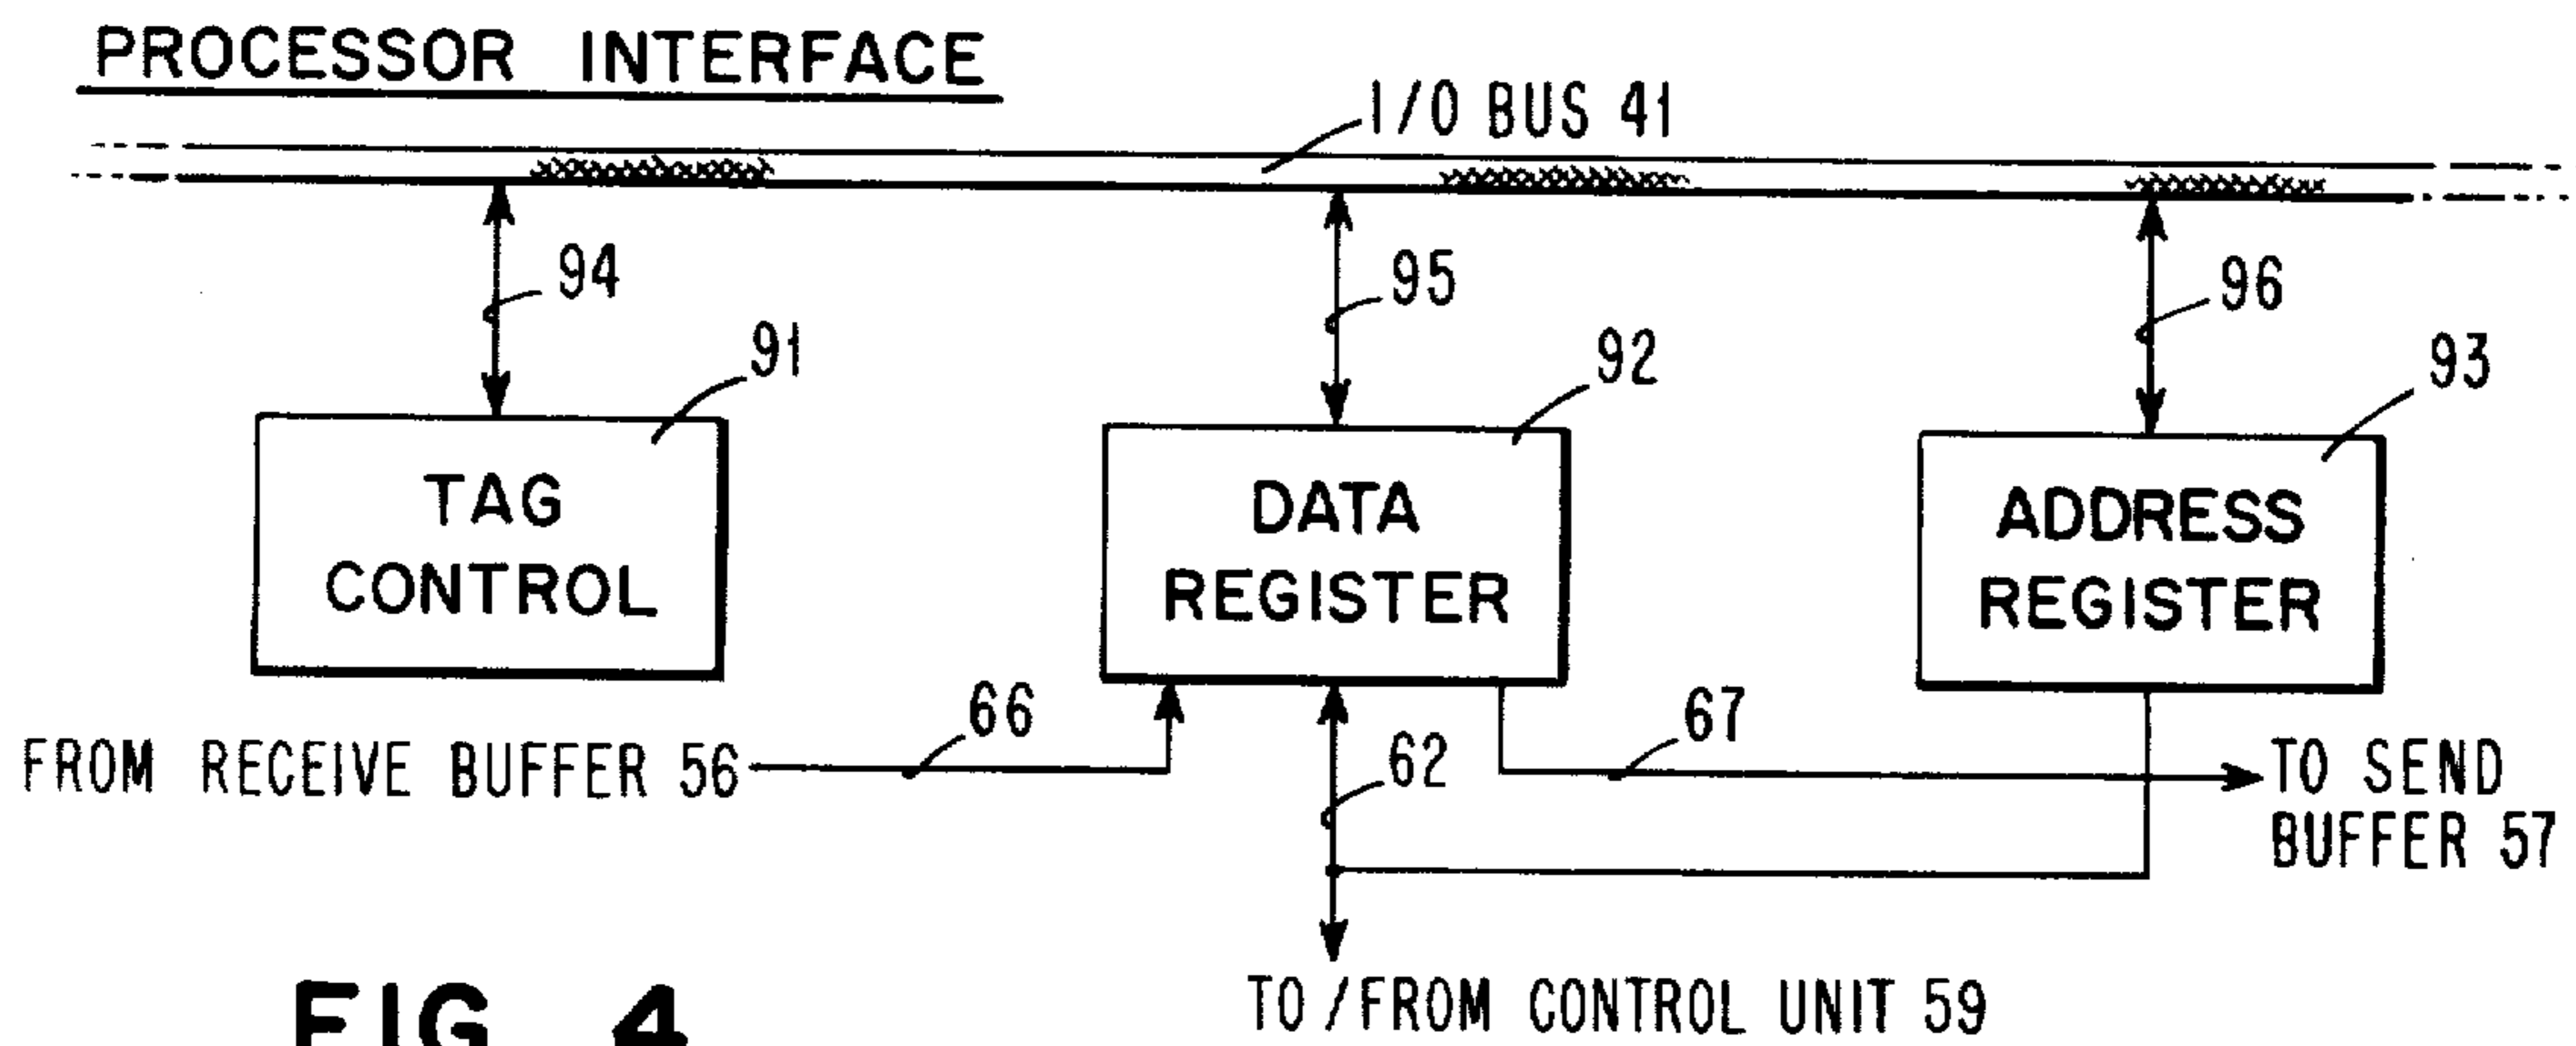 PROCESSOR INTERFACE
I/O BUS 41
94
95
96
91
92
93
TAG
CONTROL
DATA
REGISTER
ADDRESS
REGISTER
66
67
FROM RECEIVE BUFFER 56
62
TO SEND
BUFFER 57
TO/FROM CONTROL UNIT 59
FIG. 4